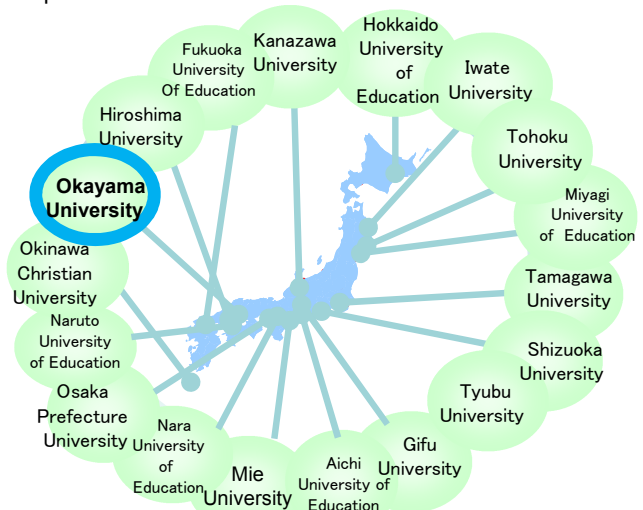 Kanazawa
University
Hokkaido
University
of
Education
Iwate
University
Tohoku
University
Miyagi
University
of Education
Tamagawa
University
Shizuoka
University
Tyubu
University
Gifu
University
Aichi
University of
Education
Mie
University
Nara
University
of
Education
Osaka
Prefecture
University
Naruto
University
of Education
Okinawa
Christian
University
Okayama
University
Hiroshima
University
Fukuoka
University
Of Education